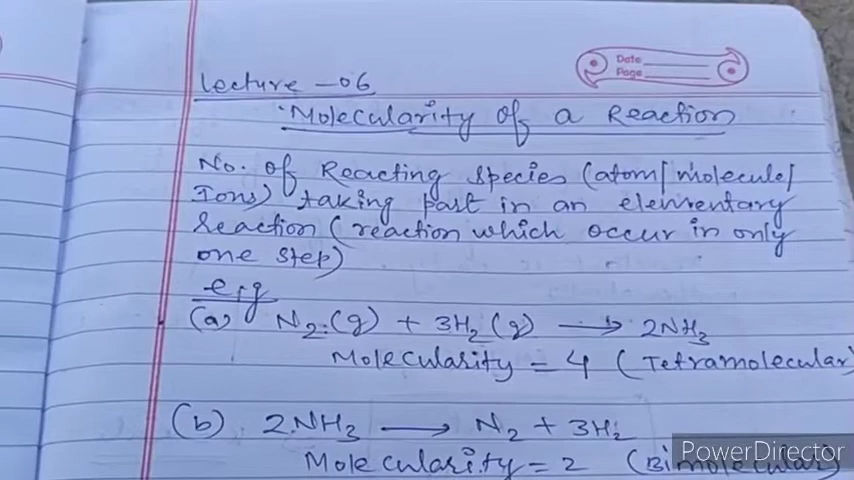 Date
Page
Lecture - 06
Molecularity of a Reaction
No. of Reacting species (atom/molecule/
Ions) taking part in an elementary
Reaction (reaction which occur in only
one step)
e.g
(a) N₂(g) + 3H₂(g) → 2NH₃
Molecularity = 4 (Tetramolecular)
(b) 2NH₃ → N₂ + 3H₂
Molecularity = 2 (Bimolecular)
PowerDirector